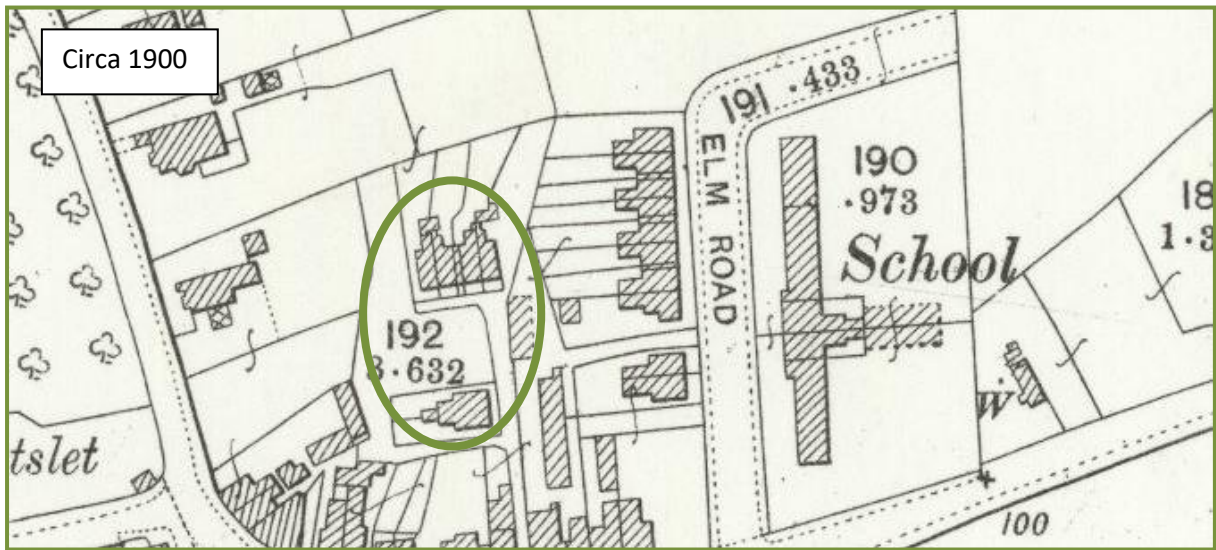 Circa 1900
191 .433
ELM ROAD
190
.973
School
18
1.3
192
3.632
W
tslet
100